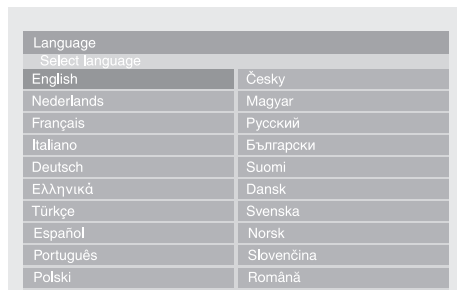 Language
Select language
English
Nederlands
Français
Italiano
Deutsch
Ελληνικὰ
Türkçe
Español
Português
Polski
Česky
Magyar
Русский
Български
Suomi
Dansk
Svenska
Norsk
Slovenčina
Română